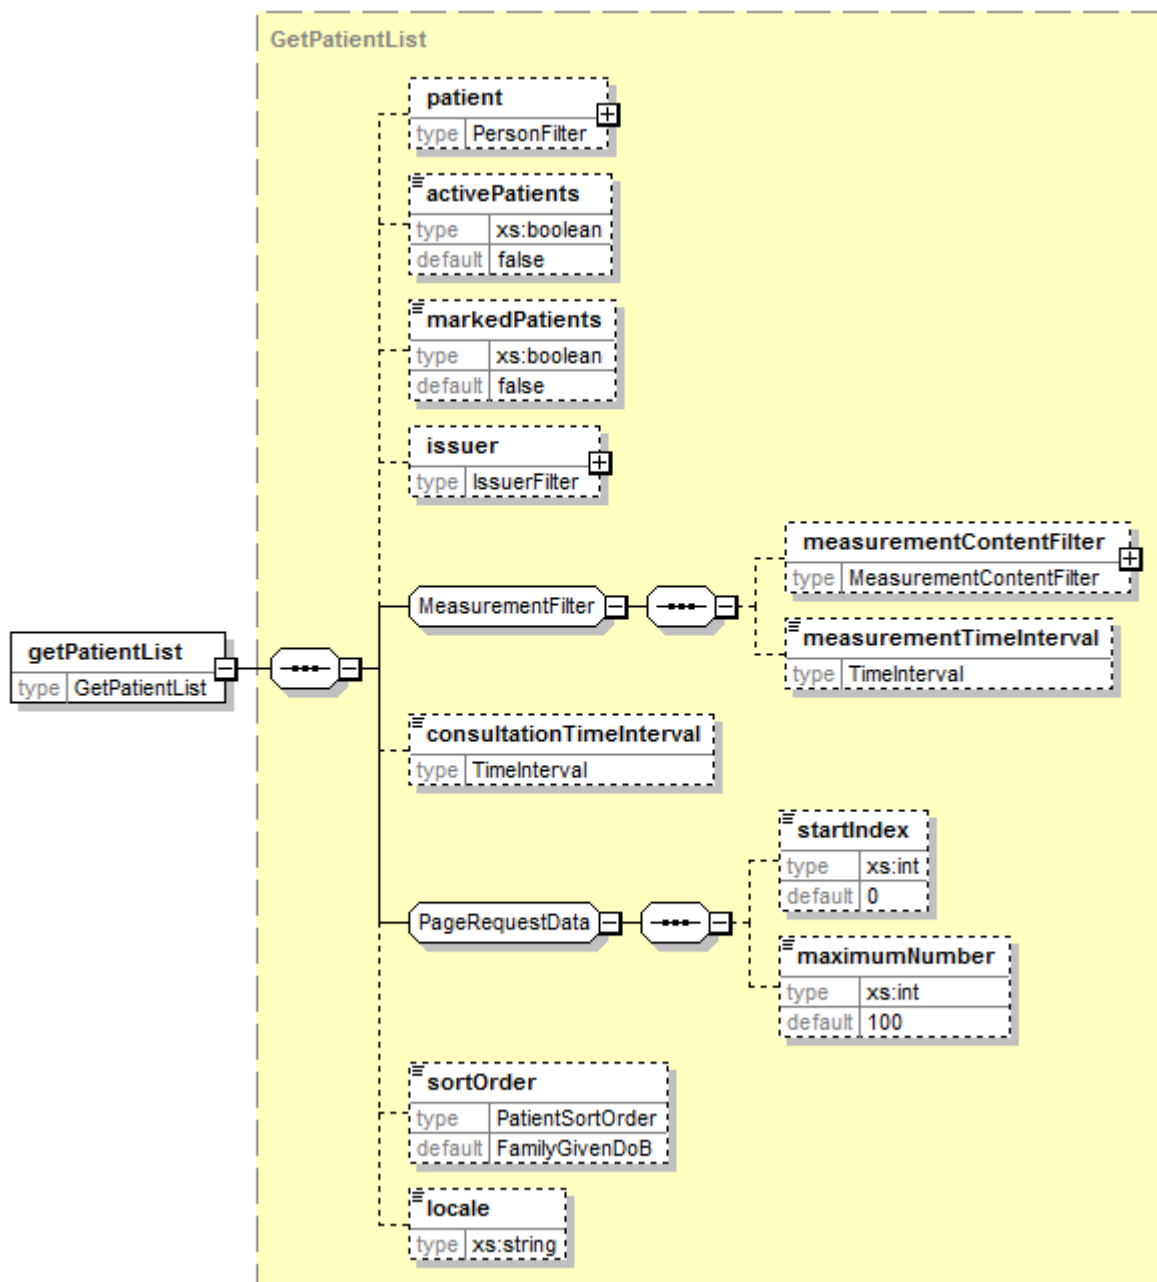 GetPatientList
patient
type PersonFilter
activePatients
type xs:boolean
default false
markedPatients
type xs:boolean
default false
issuer
type IssuerFilter
measurementContentFilter
type MeasurementContentFilter
MeasurementFilter
measurementTimeInterval
type TimeInterval
getPatientList
type GetPatientList
consultationTimeInterval
type TimeInterval
startIndex
type xs:int
default 0
PageRequestData
maximumNumber
type xs:int
default 100
sortOrder
type PatientSortOrder
default FamilyGivenDoB
locale
type xs:string